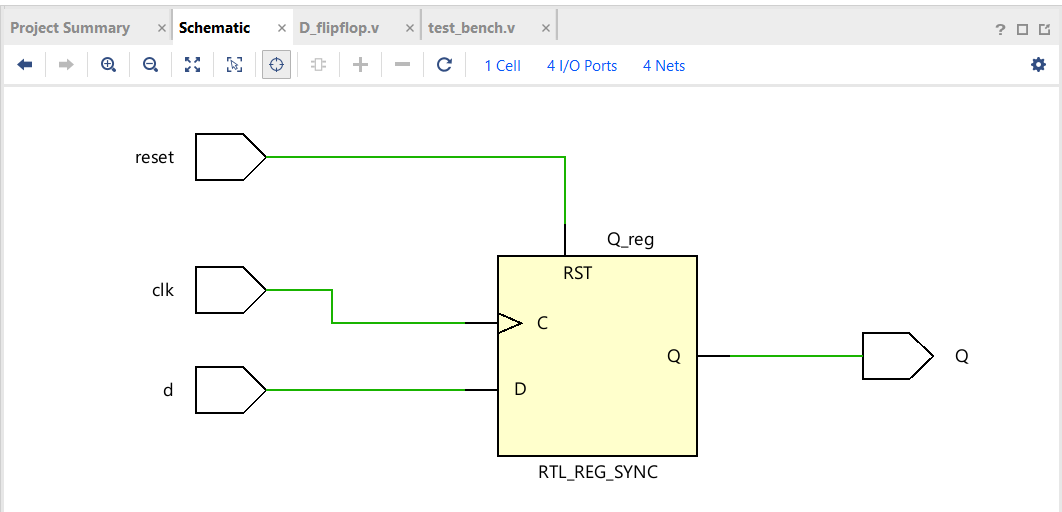 Project Summary × Schematic × D_flipflop.v × test_bench.v × ?
1 Cell 4 I/O Ports 4 Nets
reset
Q_reg
RST
clk
C
Q
Q
d
D
RTL_REG_SYNC